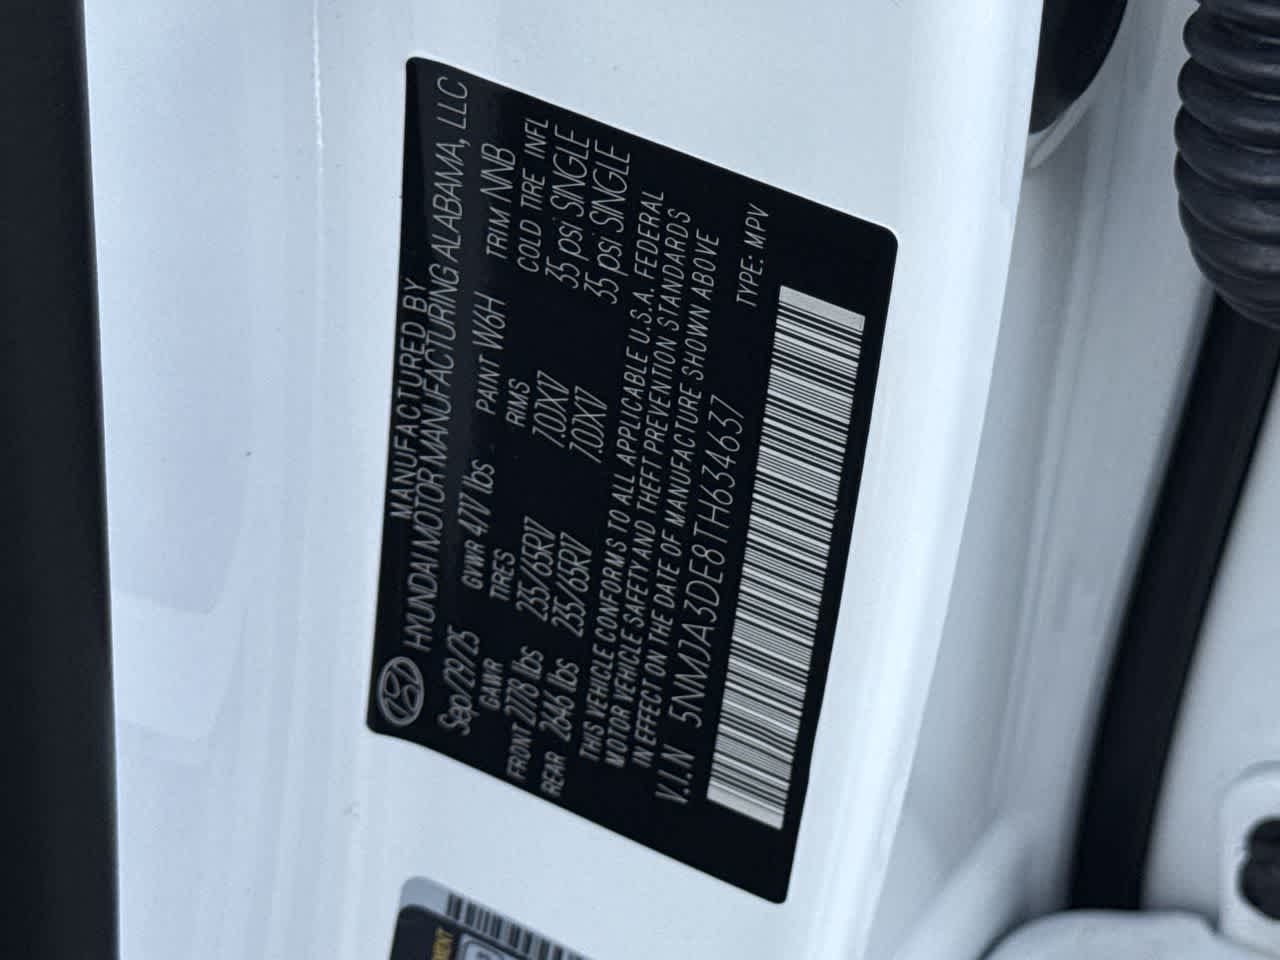 MANUFACTURED BY
HYUNDAI MOTOR MANUFACTURING ALABAMA, LLC
Sep/29/25 GVWR 4717 lbs PAINT W6H TRIM NNB
GAWR TIRES RMS COLD TIRE INFL
FRONT 2778 lbs 235/65R17 7.0JX17 35 psi SINGLE
REAR 2646 lbs 235/65R17 7.0JX17 35 psi SINGLE
THIS VEHICLE CONFORMS TO ALL APPLICABLE U.S.A. FEDERAL
MOTOR VEHICLE SAFETY AND THEFT PREVENTION STANDARDS
IN EFFECT ON THE DATE OF MANUFACTURE SHOWN ABOVE
V.I.N 5NMJA3DE8TH634637 TYPE: MPV